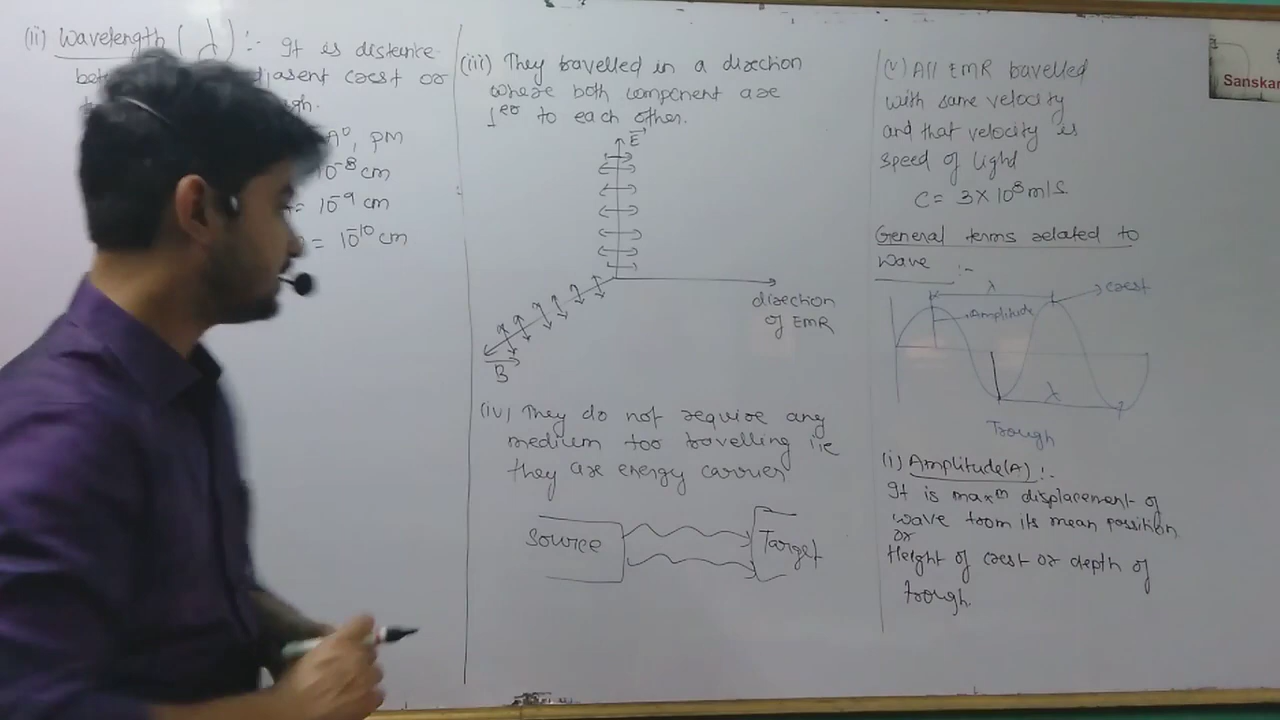 (ii) Wavelength (λ) :- It is distance
adjasent crest or
A°, pm
10⁻⁸ cm
= 10⁻⁹ cm
= 10⁻¹⁰ cm
(iii) They travelled in a direction
where both component are
1er to each other.
E
direction
of EMR
B
(iv) They do not require any
medium for travelling i.e
they are energy carrier
Source
Target
(v) All EMR travelled
with same velocity
and that velocity is
speed of light
C = 3 X 10⁸ m/s
General terms related to
wave :-
λ
crest
Amplitude
λ
Trough
(i) Amplitude(A) :-
It is maxm displacement of
wave from its mean possition
or
Height of crest or depth of
trough.
Sanskar